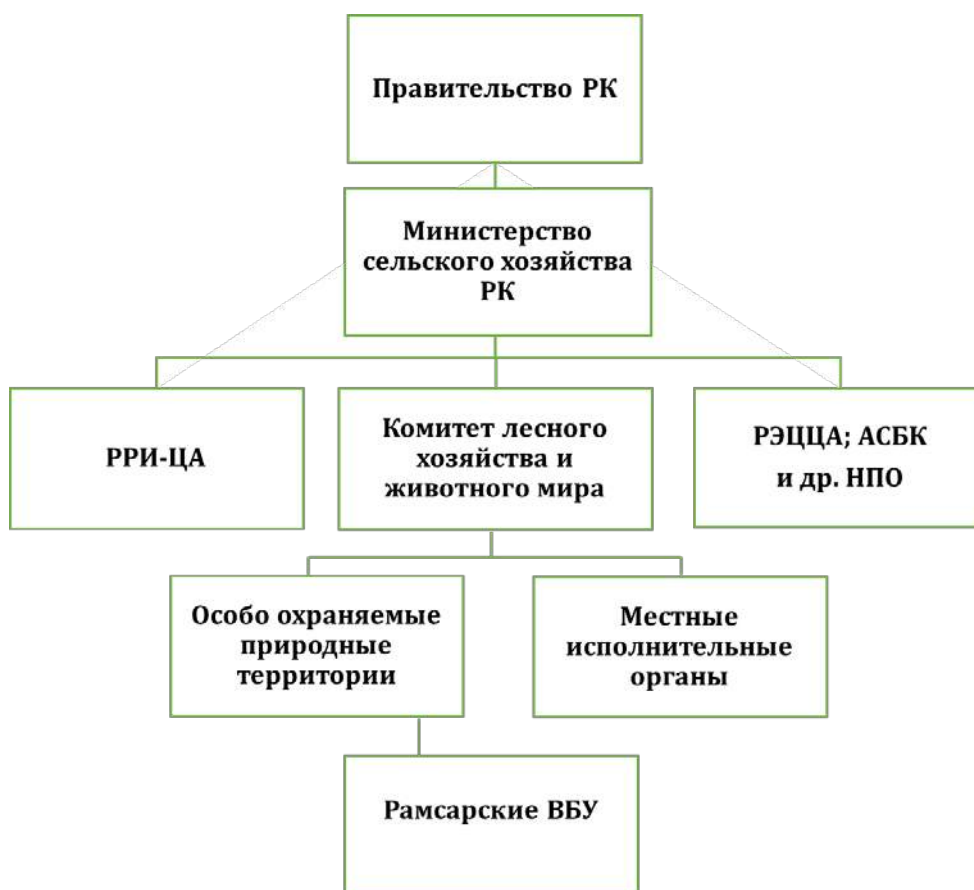 Правительство РК
Министерство
сельского хозяйства
РК
РРИ-ЦА
Комитет лесного
хозяйства и
животного мира
РЭЦЦА; АСБК
и др. НПО
Особо охраняемые
природные
территории
Местные
исполнительные
органы
Рамсарские ВБУ